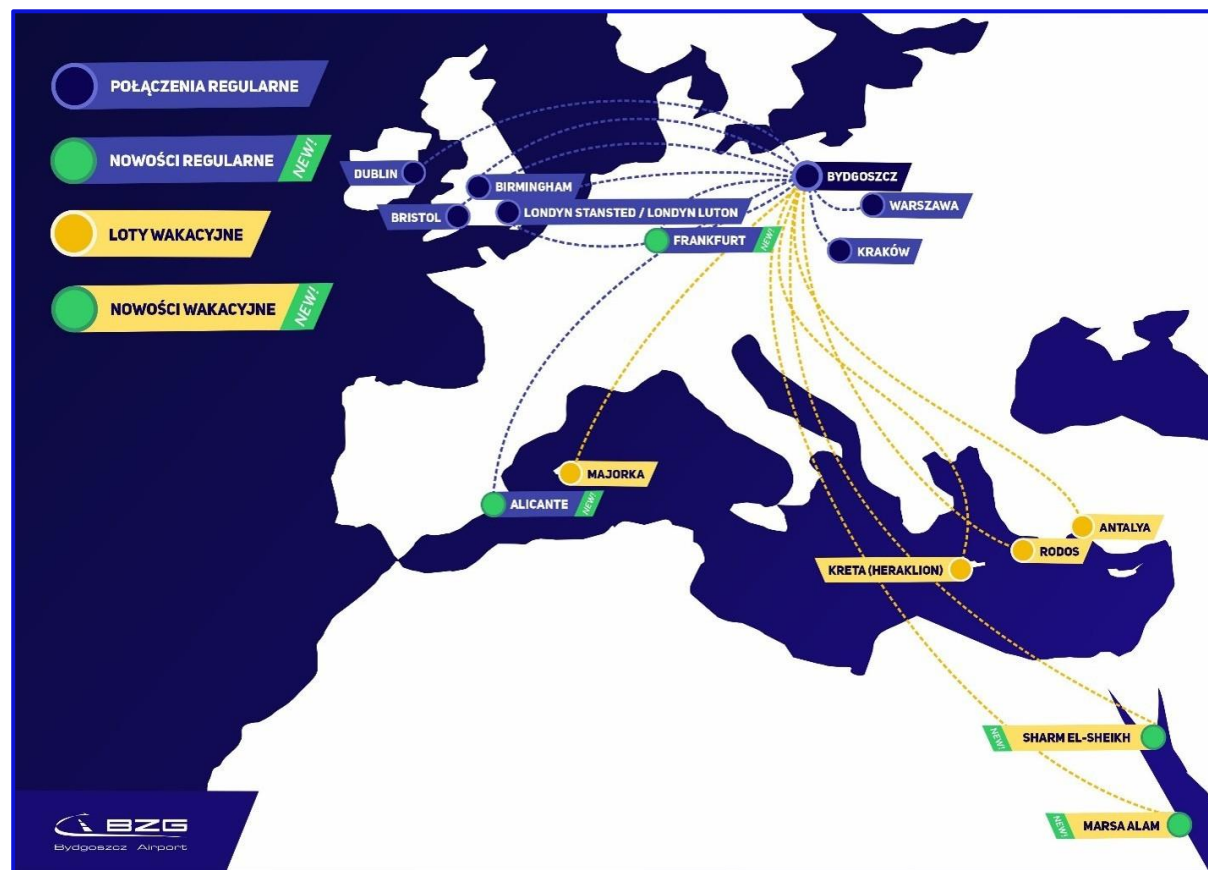 POŁĄCZENIA REGULARNE
NOWOŚCI REGULARNE NEW!
LOTY WAKACYJNE
NOWOŚCI WAKACYJNE NEW!
DUBLIN
BIRMINGHAM
BRISTOL
LONDYN STANSTED / LONDYN LUTON
FRANKFURT NEW!
BYDGOSZCZ
WARSZAWA
KRAKÓW
MAJORKA
ALICANTE NEW!
ANTALYA
RODOS
KRETA (HERAKLION)
NEW! SHARM EL-SHEIKH
NEW! MARSA ALAM
BZG
Bydgoszcz Airport